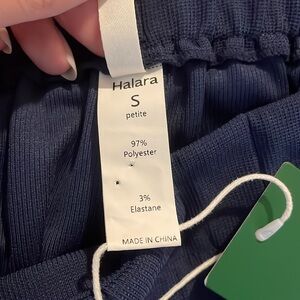 Halara
S
petite
97%
Polyester
3%
Elastane
MADE IN CHINA